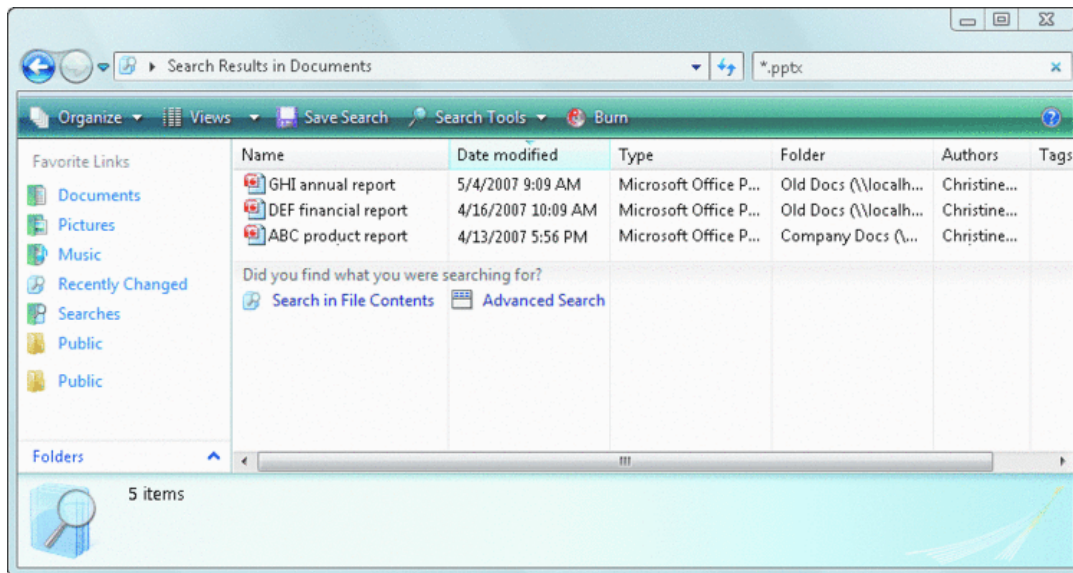 Search Results in Documents
*.pptx
Organize Views Save Search Search Tools Burn
Favorite Links
Documents
Pictures
Music
Recently Changed
Searches
Public
Public
Folders
Name Date modified Type Folder Authors Tags
GHI annual report 5/4/2007 9:09 AM Microsoft Office P... Old Docs (\\localh... Christine...
DEF financial report 4/16/2007 10:09 AM Microsoft Office P... Old Docs (\\localh... Christine...
ABC product report 4/13/2007 5:56 PM Microsoft Office P... Company Docs (\... Christine...
Did you find what you were searching for?
Search in File Contents Advanced Search
5 items